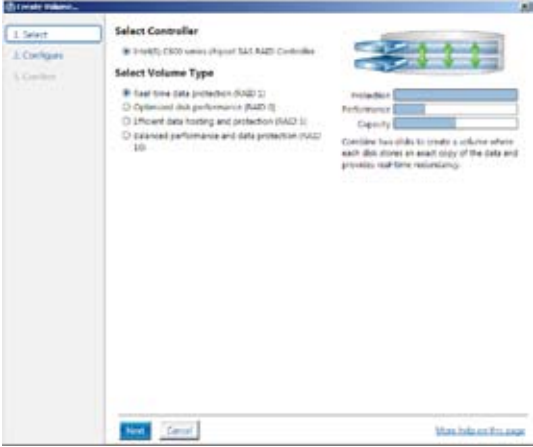 Create Volume...
1. Select
2. Configure
3. Confirm
Select Controller
Intel(R) C600 series chipset SAS RAID Controller
Select Volume Type
Real-time data protection (RAID 1)
Optimized disk performance (RAID 0)
Efficient data hosting and protection (RAID 5)
Balanced performance and data protection (RAID
10)
Protection
Performance
Capacity
Combine two disks to create a volume where
each disk stores an exact copy of the data and
provides real-time redundancy.
Next
Cancel
More help on this page